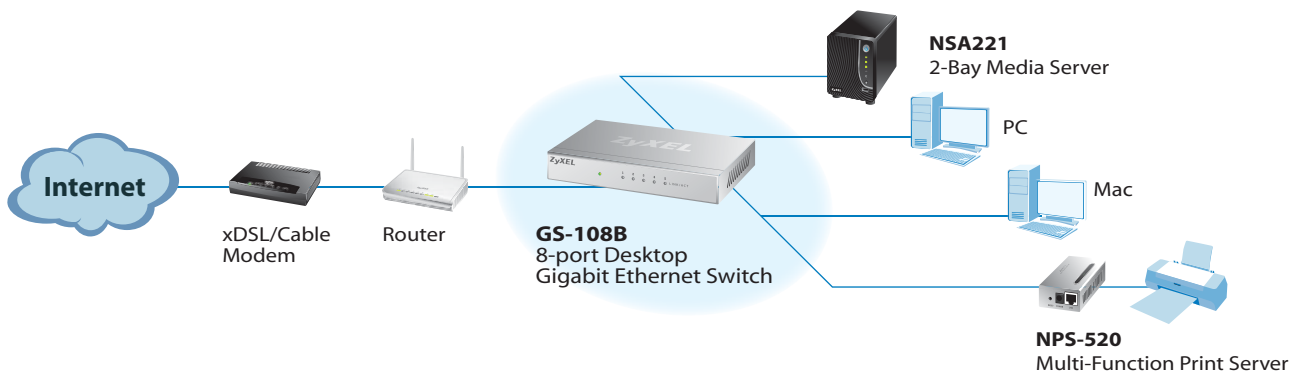 NSA221
2-Bay Media Server
PC
ZyXEL
ZyXEL
Internet
Mac
xDSL/Cable
Modem
Router
GS-108B
8-port Desktop
Gigabit Ethernet Switch
NPS-520
Multi-Function Print Server